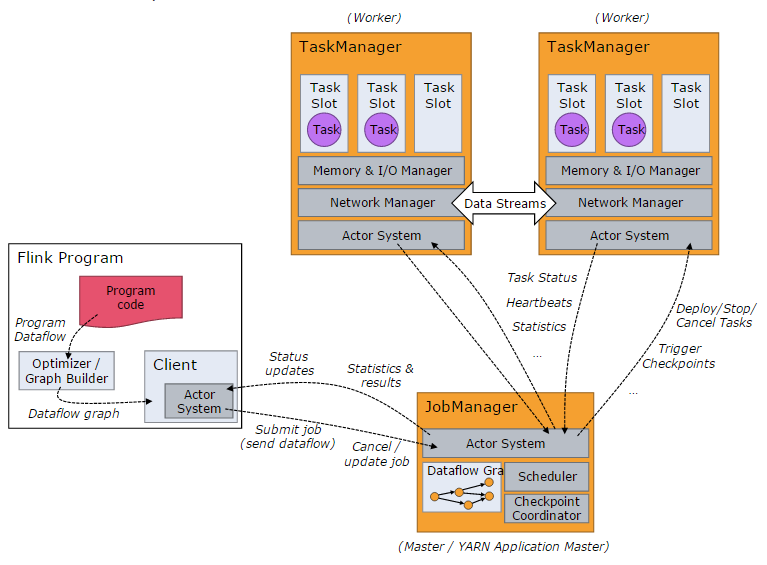 (Worker)
(Worker)
TaskManager
TaskManager
Task
Slot
Task
Slot
Task
Slot
Task
Slot
Task
Slot
Task
Slot
Task
Task
Task
Task
Memory & I/O Manager
Memory & I/O Manager
Network Manager
Data Streams
Network Manager
Actor System
Actor System
Flink Program
Program
code
Program
Dataflow
Optimizer /
Graph Builder
Dataflow graph
Client
Actor
System
Status
updates
Statistics &
results
Submit job
(send dataflow)
Cancel /
update job
Task Status
Heartbeats
Statistics
...
Deploy/Stop/
Cancel Tasks
Trigger
Checkpoints
...
JobManager
Actor System
Dataflow Gra
Scheduler
Checkpoint
Coordinator
(Master / YARN Application Master)